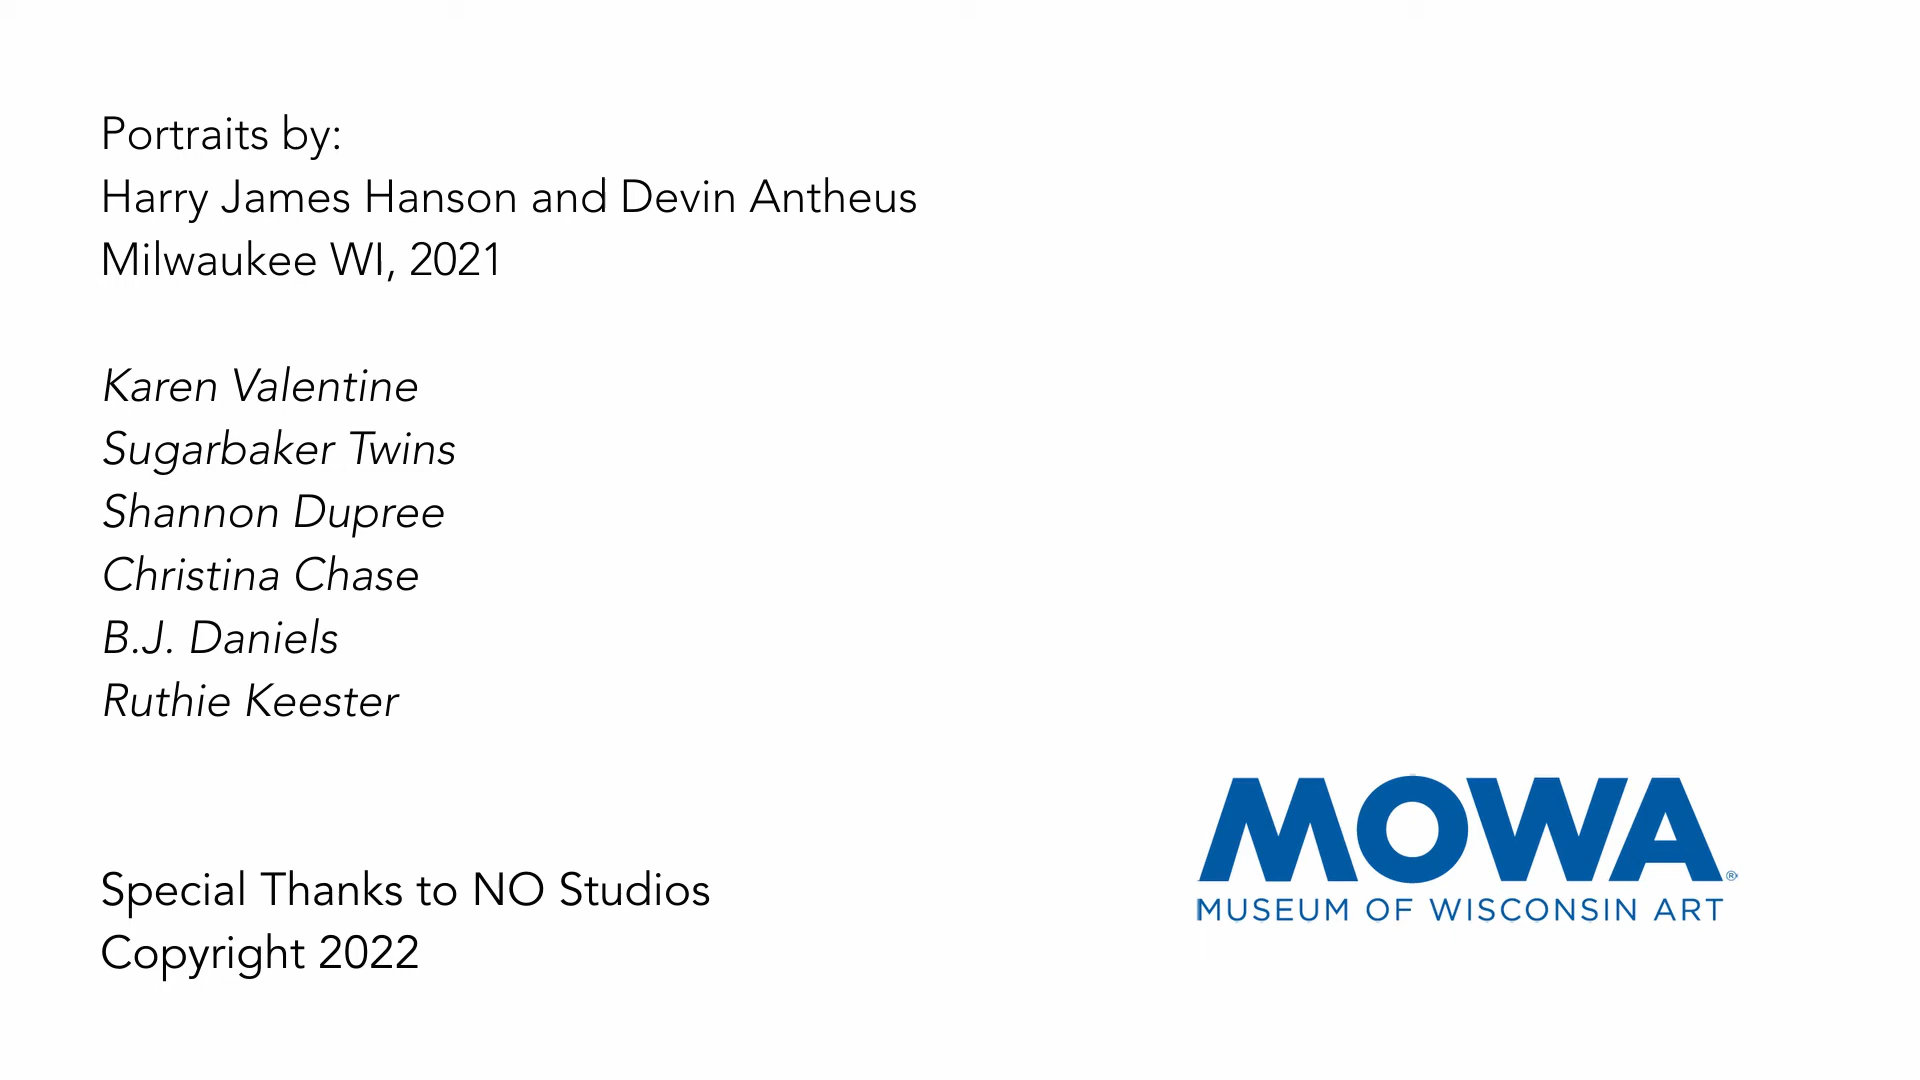 Portraits by:
Harry James Hanson and Devin Antheus
Milwaukee WI, 2021
Karen Valentine
Sugarbaker Twins
Shannon Dupree
Christina Chase
B.J. Daniels
Ruthie Keester
Special Thanks to NO Studios
Copyright 2022
MOWA®
MUSEUM OF WISCONSIN ART